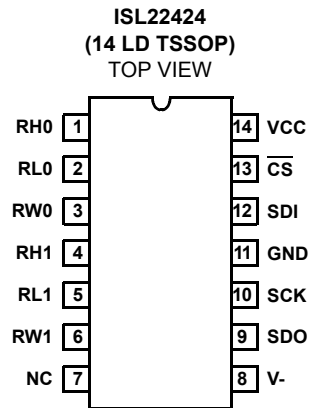 ISL22424
(14 LD TSSOP)
TOP VIEW
RH0 1 14 VCC
RL0 2 13 C̅S̅
RW0 3 12 SDI
RH1 4 11 GND
RL1 5 10 SCK
RW1 6 9 SDO
NC 7 8 V-